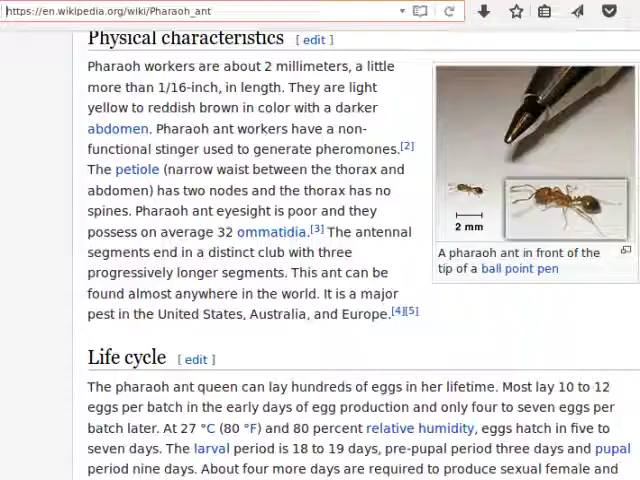 https://en.wikipedia.org/wiki/Pharaoh_ant
Physical characteristics [ edit ]
Pharaoh workers are about 2 millimeters, a little
more than 1/16-inch, in length. They are light
yellow to reddish brown in color with a darker
abdomen. Pharaoh ant workers have a non-
functional stinger used to generate pheromones.[2]
The petiole (narrow waist between the thorax and
abdomen) has two nodes and the thorax has no
spines. Pharaoh ant eyesight is poor and they
possess on average 32 ommatidia.[3] The antennal
segments end in a distinct club with three
progressively longer segments. This ant can be
found almost anywhere in the world. It is a major
pest in the United States, Australia, and Europe.[4][5]
2 mm
A pharaoh ant in front of the
tip of a ball point pen
Life cycle [ edit ]
The pharaoh ant queen can lay hundreds of eggs in her lifetime. Most lay 10 to 12
eggs per batch in the early days of egg production and only four to seven eggs per
batch later. At 27 °C (80 °F) and 80 percent relative humidity, eggs hatch in five to
seven days. The larval period is 18 to 19 days, pre-pupal period three days and pupal
period nine days. About four more days are required to produce sexual female and